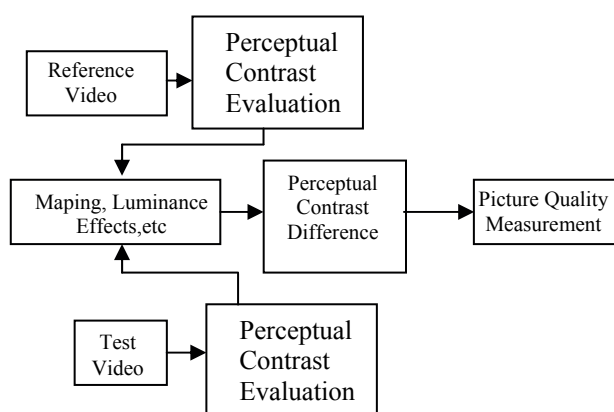 Reference
Video
Perceptual
Contrast
Evaluation
Maping, Luminance
Effects,etc
Perceptual
Contrast
Difference
Picture Quality
Measurement
Test
Video
Perceptual
Contrast
Evaluation